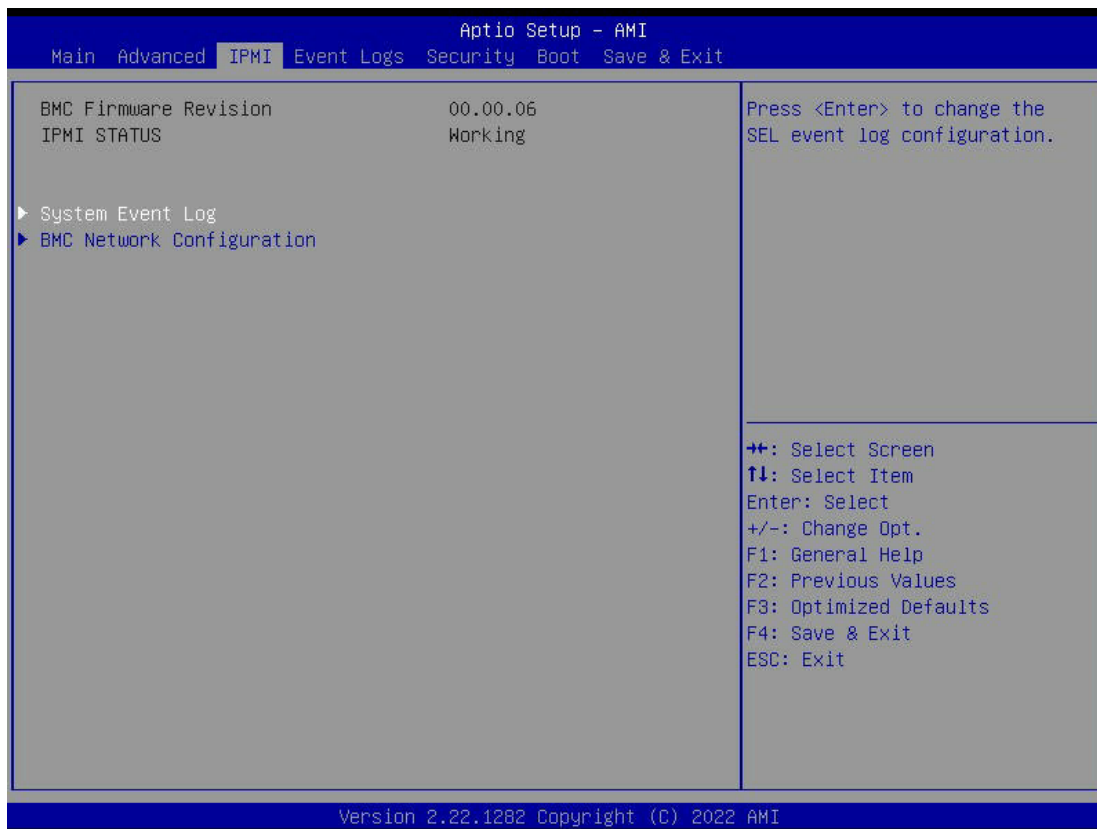 Aptio Setup – AMI
Main Advanced IPMI Event Logs Security Boot Save & Exit
BMC Firmware Revision 00.00.06
IPMI STATUS Working
▶ System Event Log
▶ BMC Network Configuration
Press <Enter> to change the
SEL event log configuration.
→←: Select Screen
↑↓: Select Item
Enter: Select
+/-: Change Opt.
F1: General Help
F2: Previous Values
F3: Optimized Defaults
F4: Save & Exit
ESC: Exit
Version 2.22.1282 Copyright (C) 2022 AMI